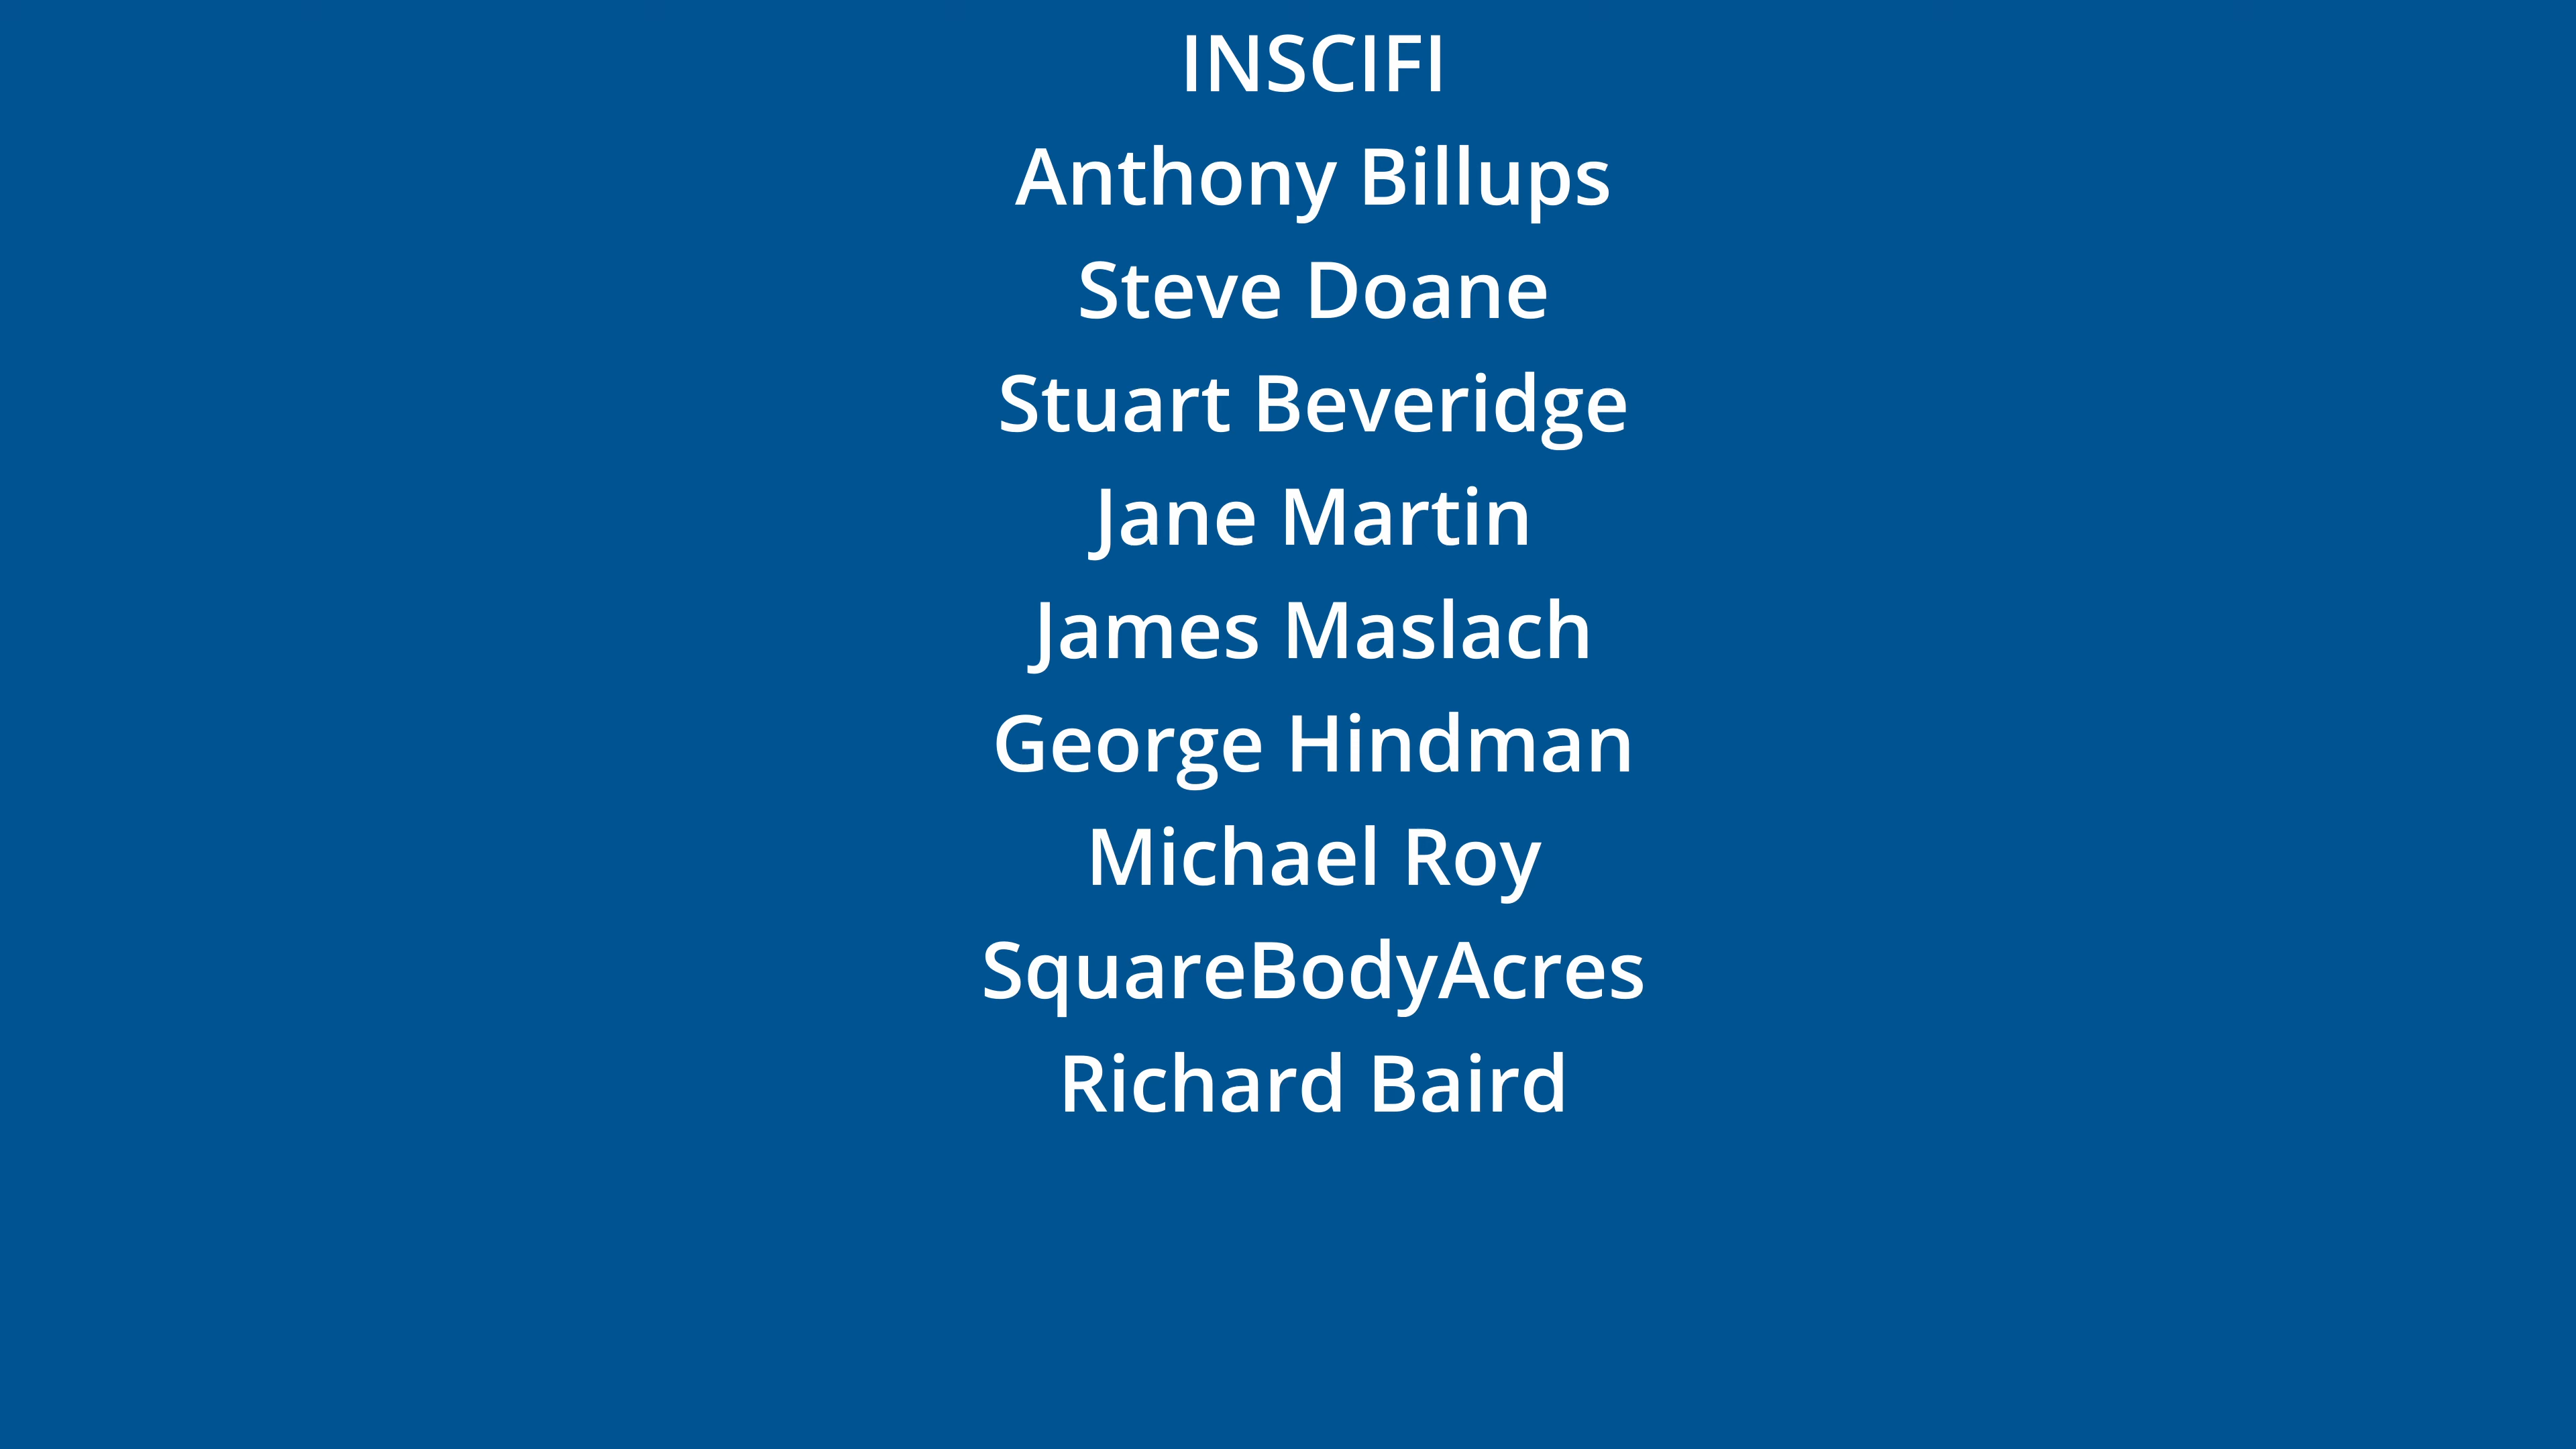 INSCIFI
Anthony Billups
Steve Doane
Stuart Beveridge
Jane Martin
James Maslach
George Hindman
Michael Roy
SquareBodyAcres
Richard Baird